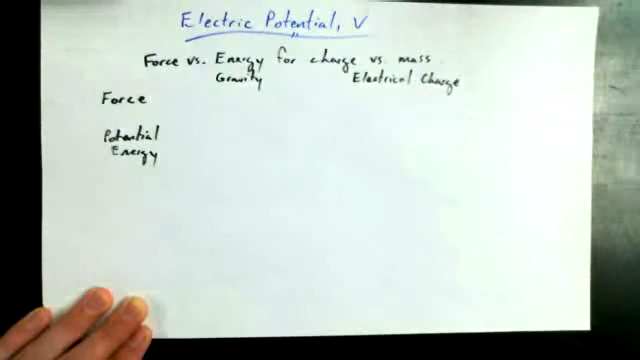 Electric Potential, V
Force vs. Energy for charge vs. mass
Gravity Electrical Charge
Force
Potential
Energy